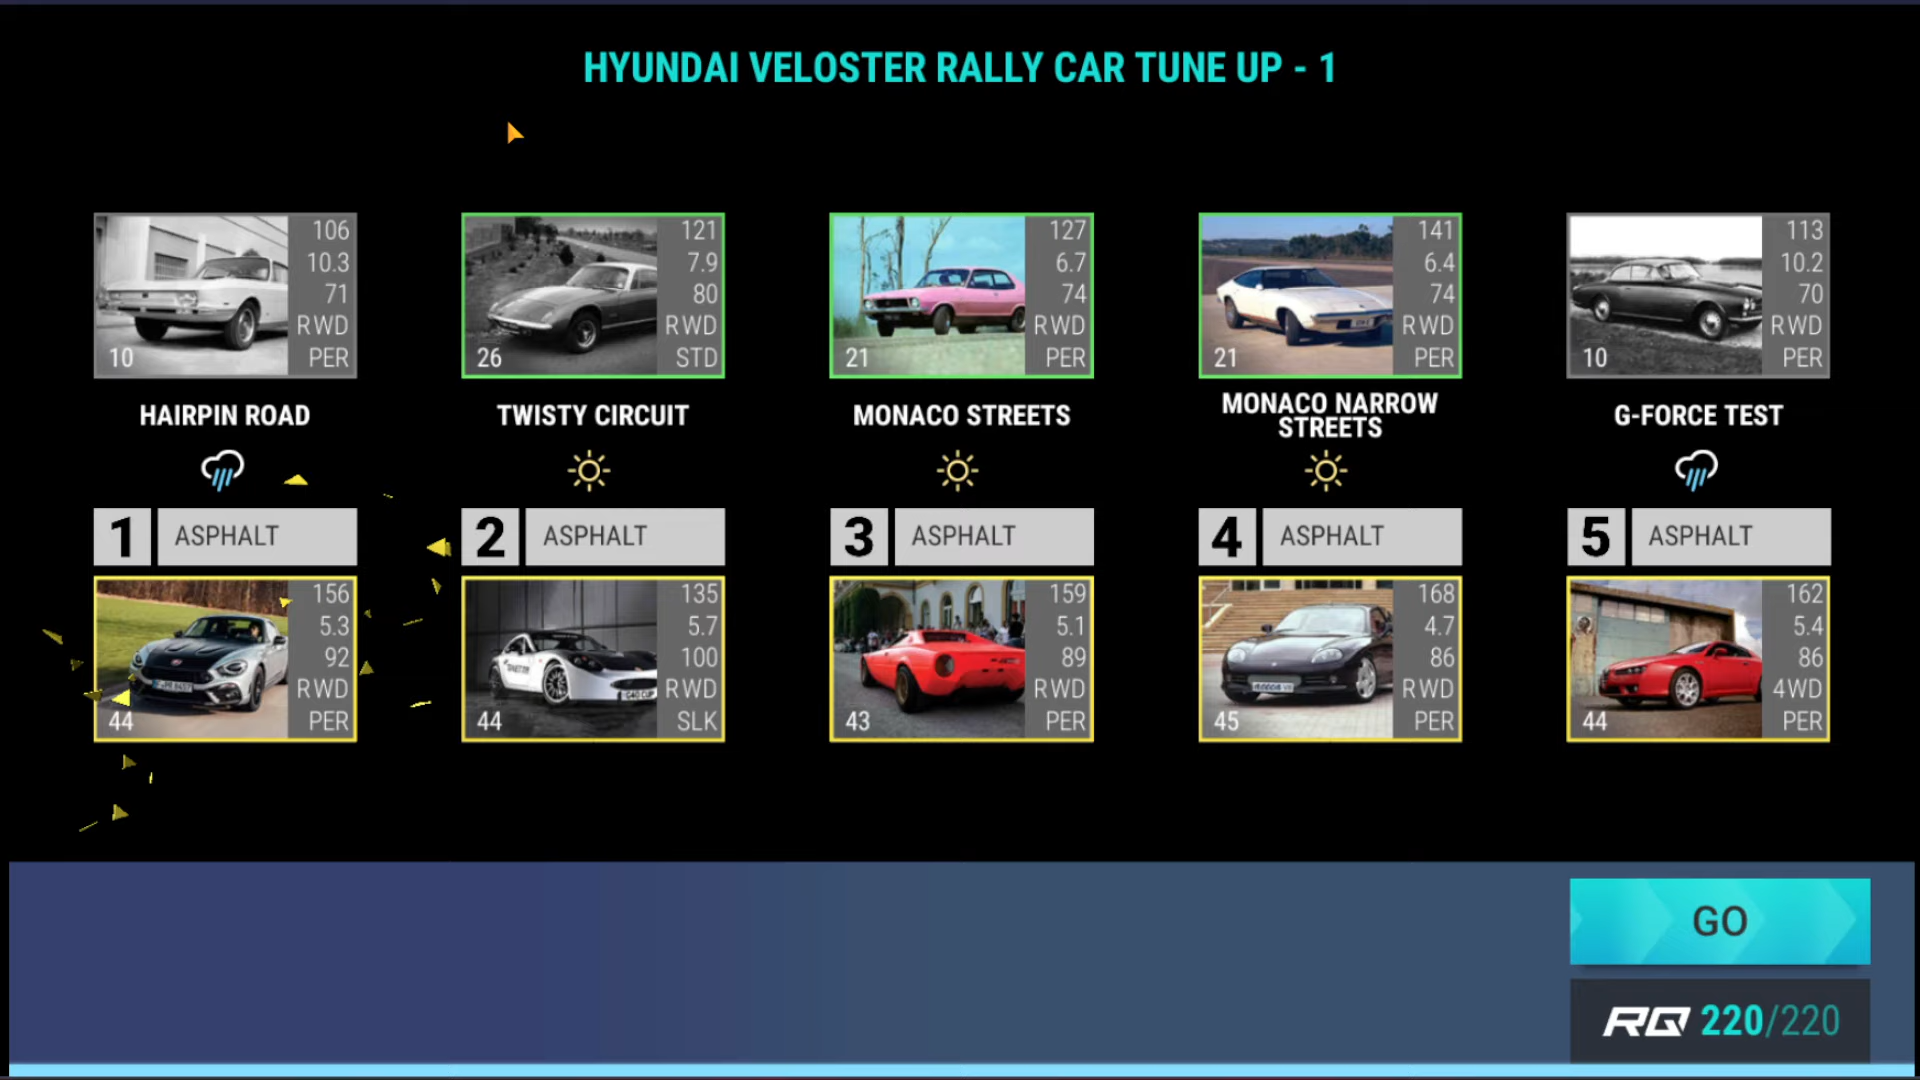 HYUNDAI VELOSTER RALLY CAR TUNE UP - 1
106
10.3
71
RWD
PER
10
121
7.9
80
RWD
STD
26
127
6.7
74
RWD
PER
21
141
6.4
74
RWD
PER
21
113
10.2
70
RWD
PER
10
HAIRPIN ROAD
TWISTY CIRCUIT
MONACO STREETS
MONACO NARROW
STREETS
G-FORCE TEST
1 ASPHALT
2 ASPHALT
3 ASPHALT
4 ASPHALT
5 ASPHALT
156
5.3
92
RWD
PER
44
135
5.7
100
RWD
SLK
44
159
5.1
89
RWD
PER
43
168
4.7
86
RWD
PER
45
162
5.4
86
4WD
PER
44
GO
RQ 220/220